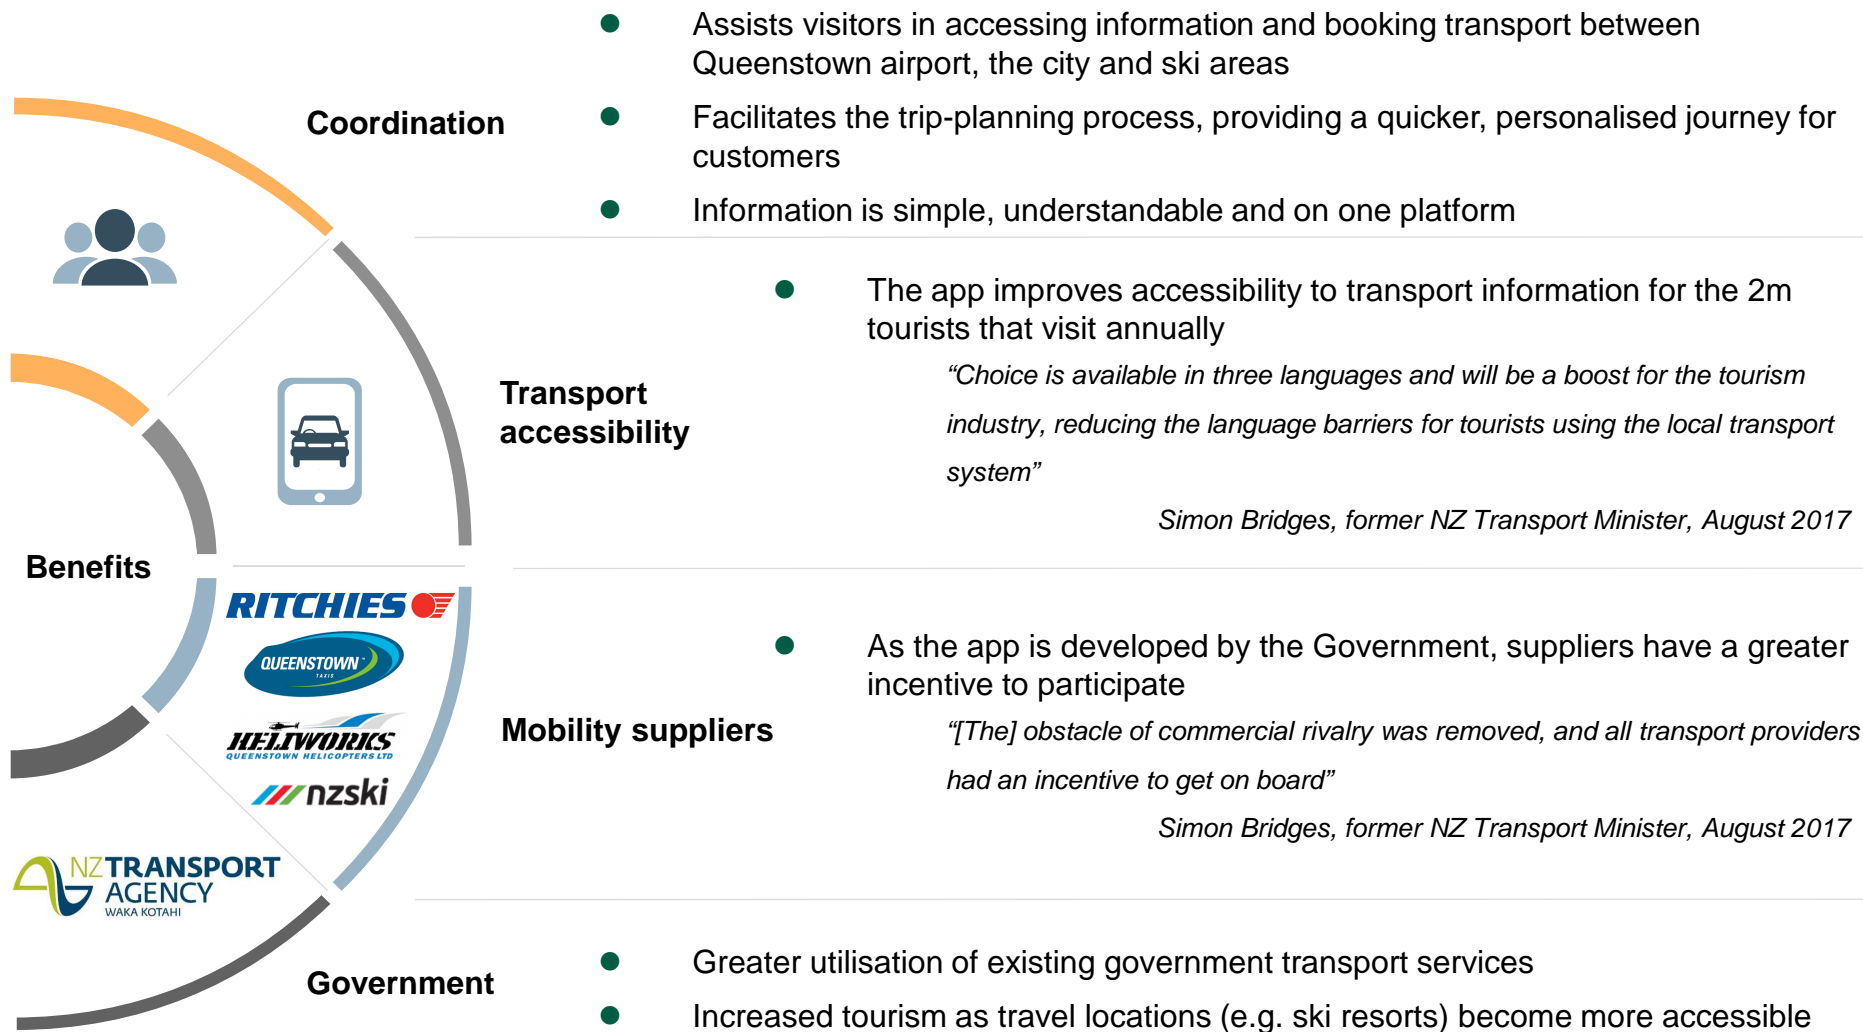 Benefits
Coordination
Assists visitors in accessing information and booking transport between
Queenstown airport, the city and ski areas
Facilitates the trip-planning process, providing a quicker, personalised journey for
customers
Information is simple, understandable and on one platform
Transport
accessibility
The app improves accessibility to transport information for the 2m
tourists that visit annually
“Choice is available in three languages and will be a boost for the tourism
industry, reducing the language barriers for tourists using the local transport
system”
Simon Bridges, former NZ Transport Minister, August 2017
RITCHIES
QUEENSTOWN
TAXIS
HELIWORKS
QUEENSTOWN HELICOPTERS LTD
nzski
Mobility suppliers
As the app is developed by the Government, suppliers have a greater
incentive to participate
“[The] obstacle of commercial rivalry was removed, and all transport providers
had an incentive to get on board”
Simon Bridges, former NZ Transport Minister, August 2017
NZTRANSPORT
AGENCY
WAKA KOTAHI
Government
Greater utilisation of existing government transport services
Increased tourism as travel locations (e.g. ski resorts) become more accessible